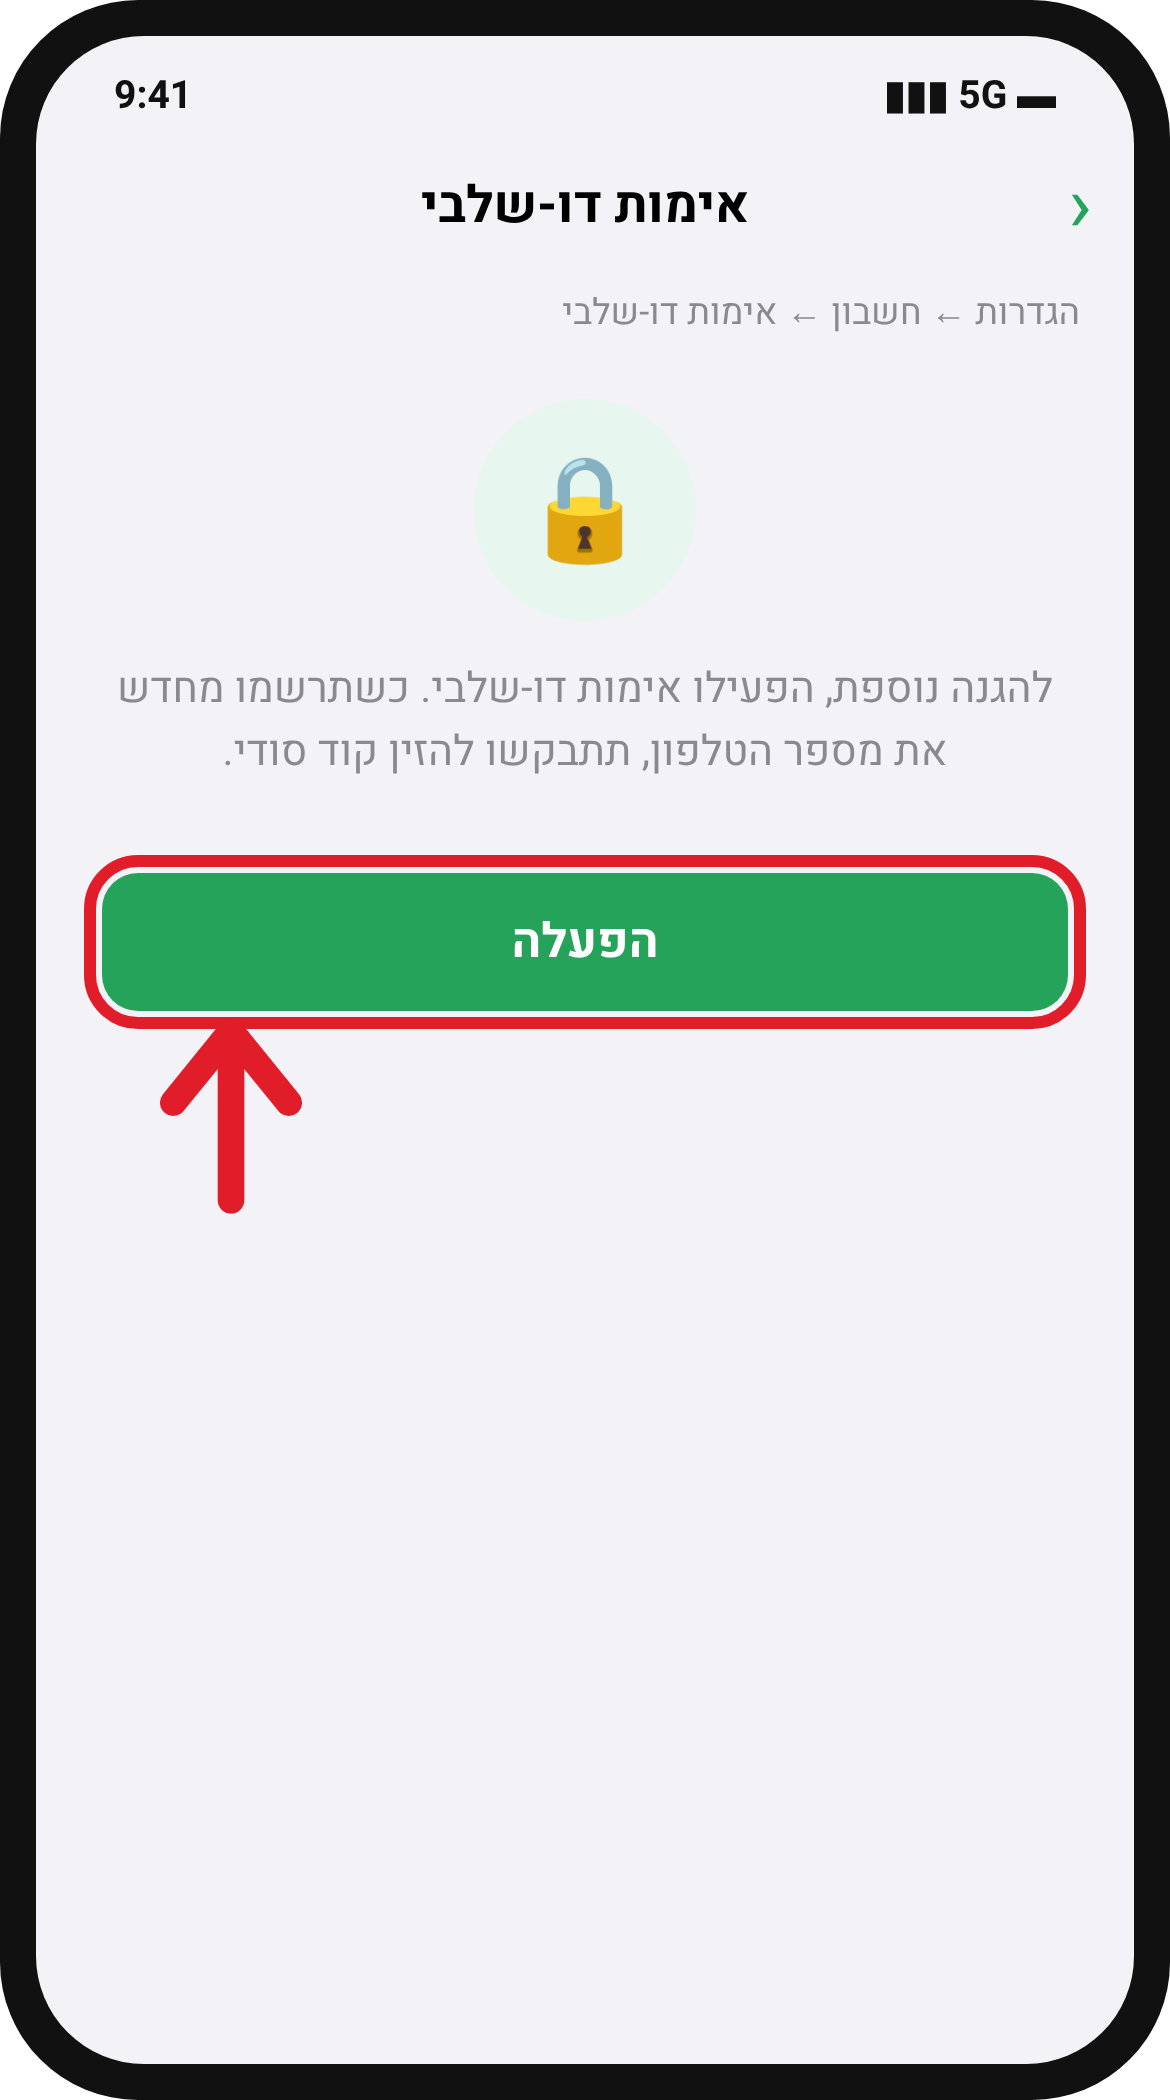 9:41
5G
אימות דו-שלבי
הגדרות ← חשבון ← אימות דו-שלבי
להגנה נוספת, הפעילו אימות דו-שלבי. כשתרשמו מחדש
את מספר הטלפון, תתבקשו להזין קוד סודי.
הפעלה